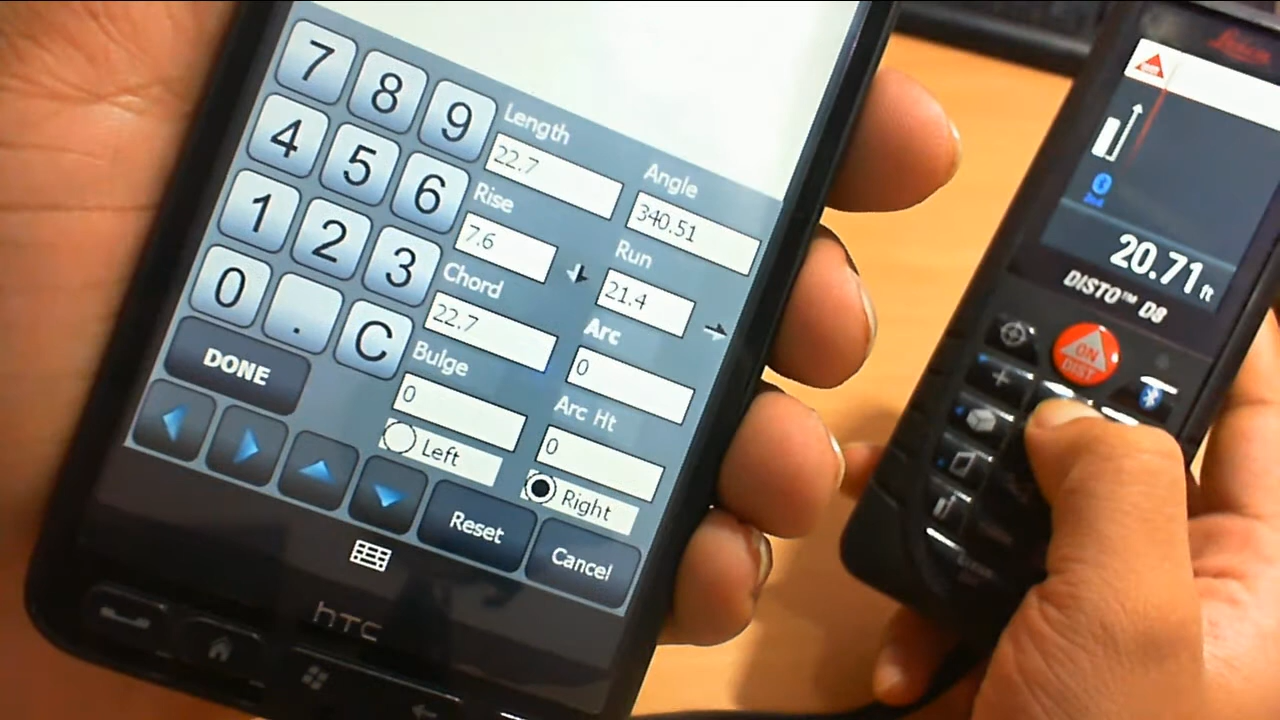 7 8 9
4 5 6
1 2 3
0 . C
DONE
Length
22.7
Angle
340.51
Rise
7.6
Run
21.4
Chord
22.7
Arc
0
Bulge
0
Arc Ht
0
Left
Right
Reset
Cancel
hTC
Leica
20.71 ft
DISTO™ D8
ON
DIST